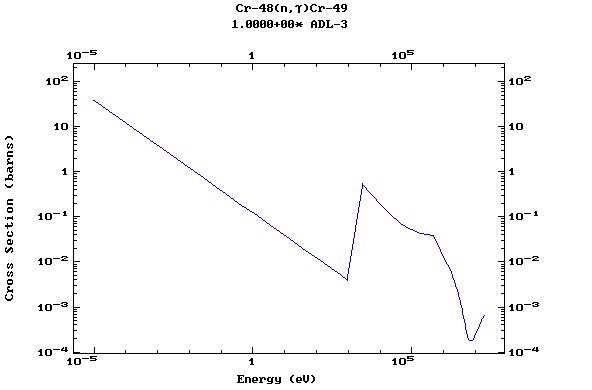 Cr-48(n,γ)Cr-49
1.0000+00* ADL-3
10⁻⁵ 1 10⁵
10² 10²
10 10
1 1
10⁻¹ 10⁻¹
10⁻² 10⁻²
10⁻³ 10⁻³
10⁻⁴ 10⁻⁴
10⁻⁵ 1 10⁵
Energy (eV)
Cross Section (barns)